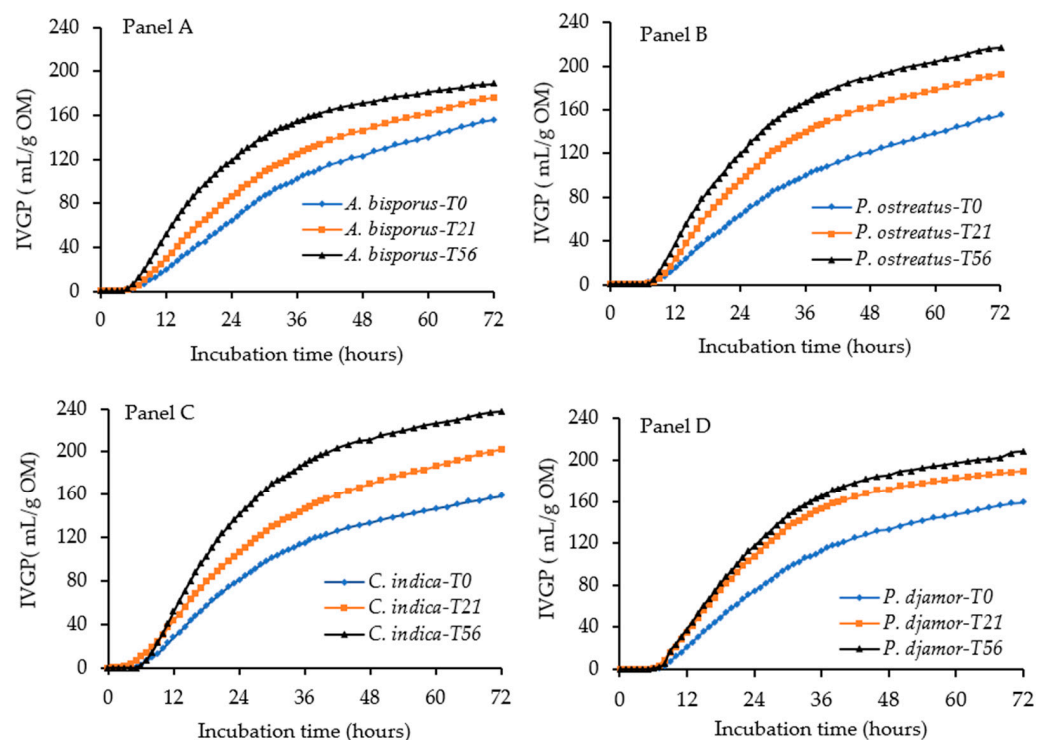 Panel A
IVGP ( mL/g OM)
240
200
160
120
80
40
0
0 12 24 36 48 60 72
Incubation time (hours)
A. bisporus-T0
A. bisporus-T21
A. bisporus-T56
Panel B
IVGP ( mL/g OM)
240
200
160
120
80
40
0
0 12 24 36 48 60 72
Incubation time (hours)
P. ostreatus-T0
P. ostreatus-T21
P. ostreatus-T56
Panel C
IVGP( mL/g OM)
240
200
160
120
80
40
0
0 12 24 36 48 60 72
Incubation time (hours)
C. indica-T0
C. indica-T21
C. indica-T56
Panel D
IVGP ( mL/g OM)
240
200
160
120
80
40
0
0 12 24 36 48 60 72
Incubation time (hours)
P. djamor-T0
P. djamor-T21
P. djamor-T56